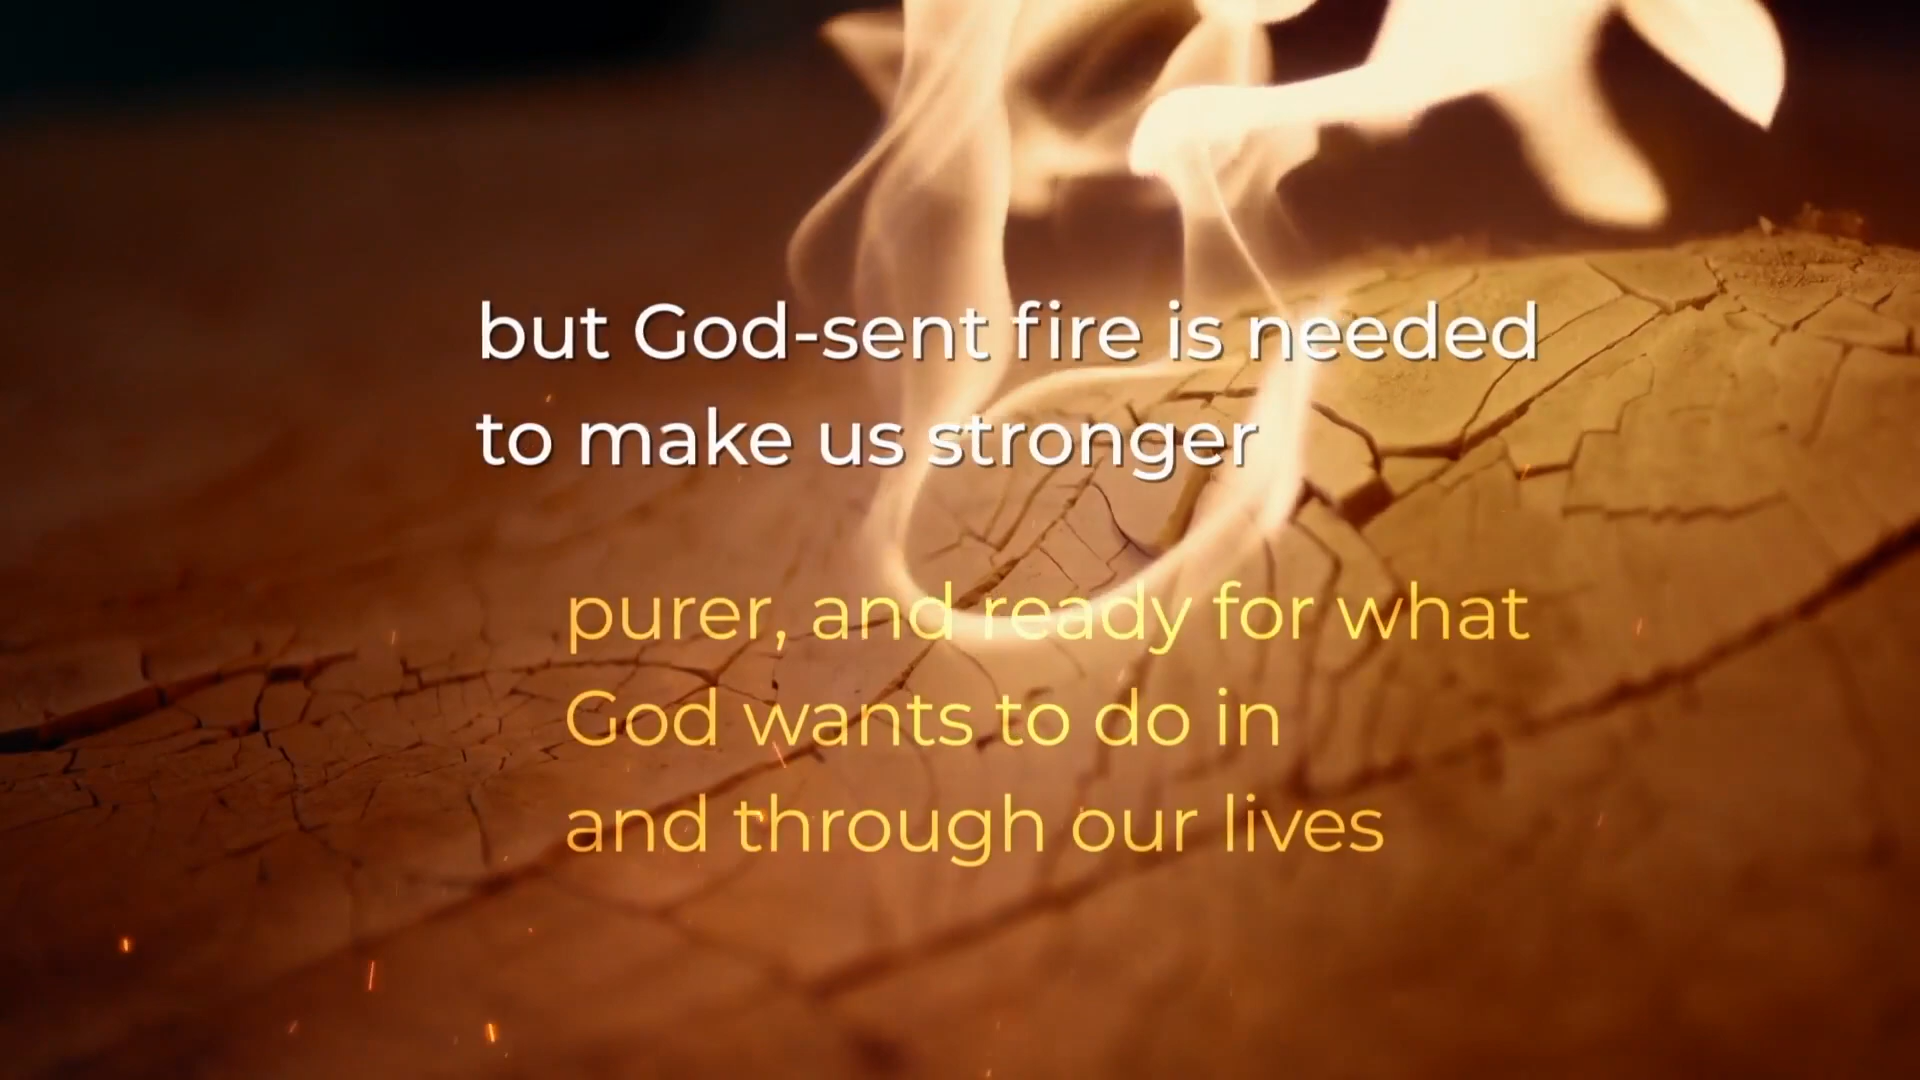 but God-sent fire is needed
to make us stronger
purer, and ready for what
God wants to do in
and through our lives